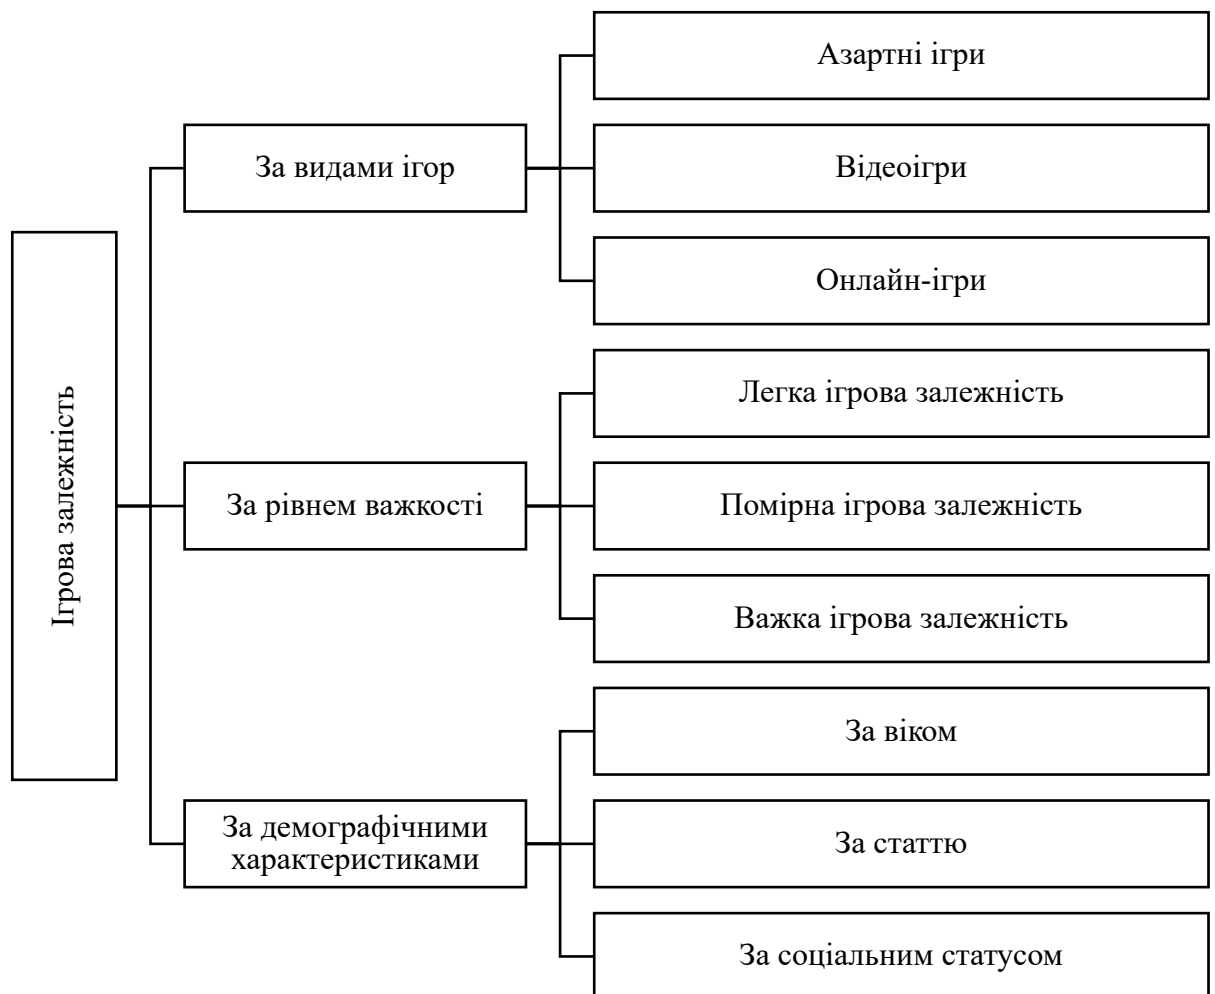 Ігрова залежність
За видами ігор
Азартні ігри
Відеоігри
Онлайн-ігри
За рівнем важкості
Легка ігрова залежність
Помірна ігрова залежність
Важка ігрова залежність
За демографічними
характеристиками
За віком
За статтю
За соціальним статусом